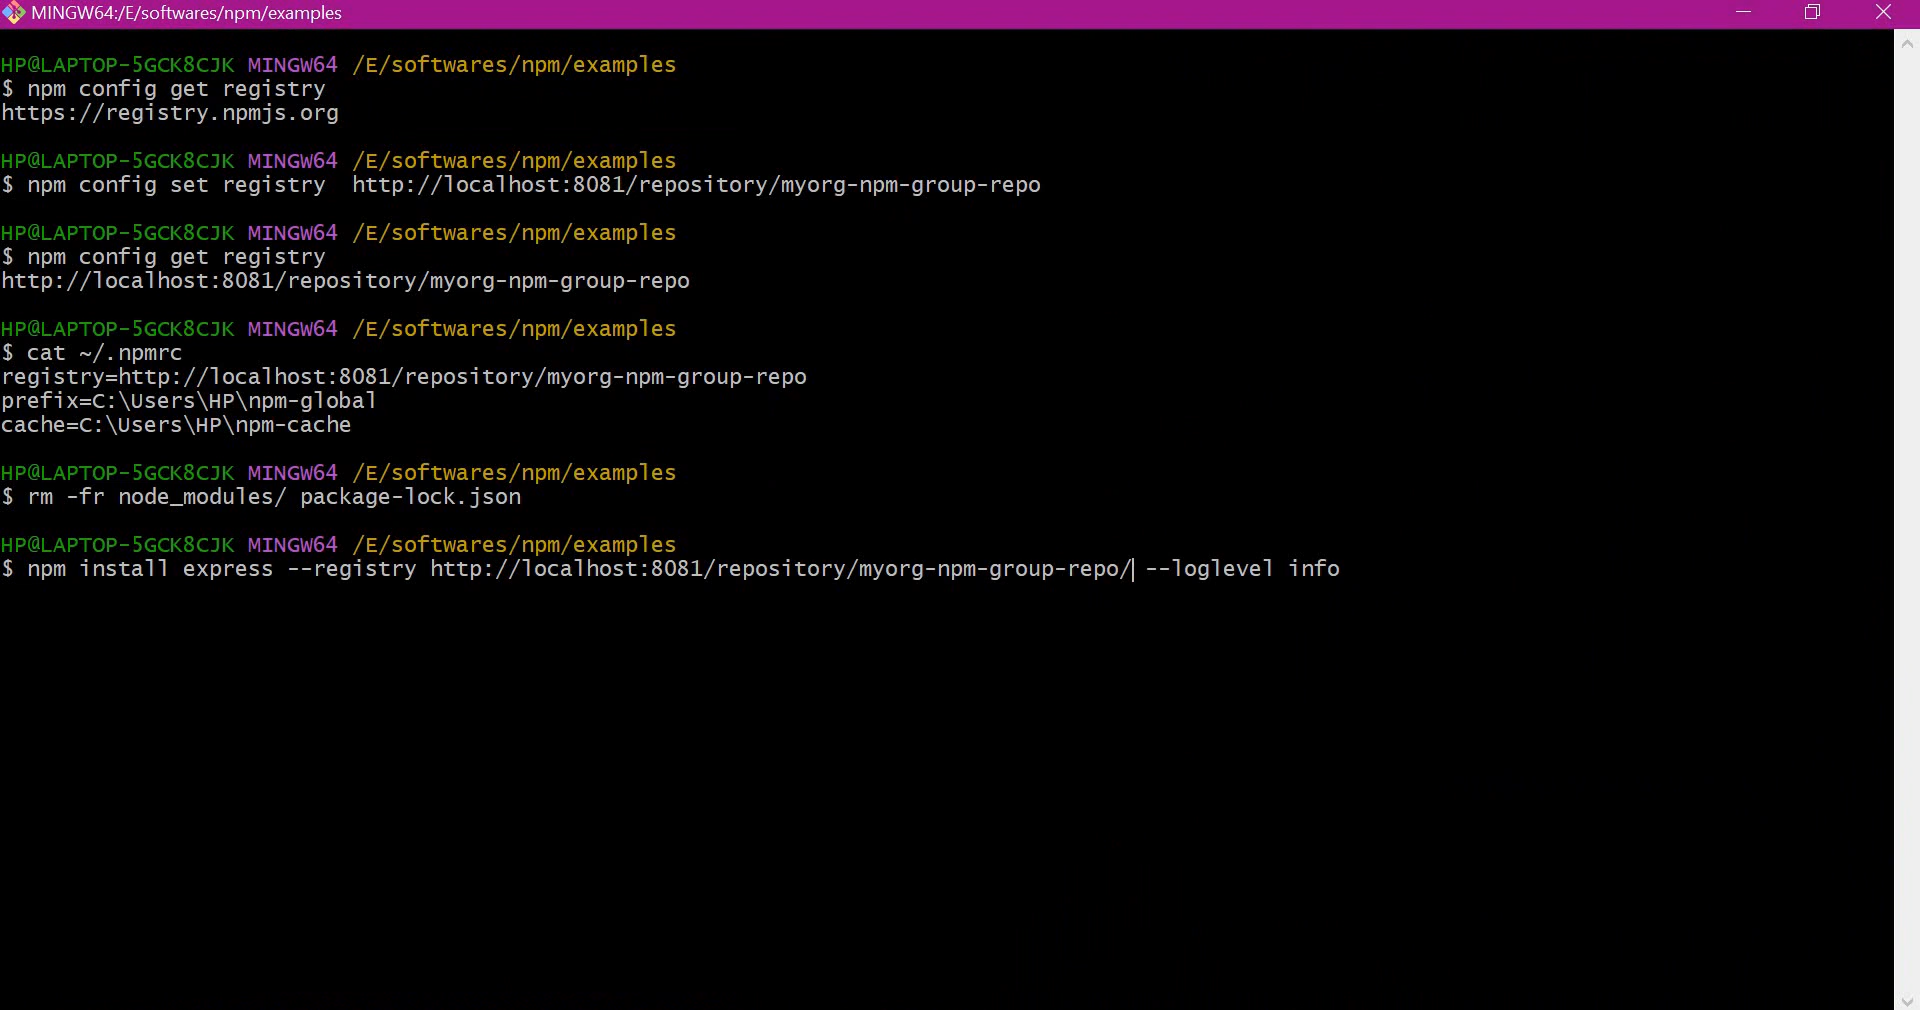 MINGW64:/E/softwares/npm/examples
HP@LAPTOP-5GCK8CJK MINGW64 /E/softwares/npm/examples
$ npm config get registry
https://registry.npmjs.org
HP@LAPTOP-5GCK8CJK MINGW64 /E/softwares/npm/examples
$ npm config set registry  http://localhost:8081/repository/myorg-npm-group-repo
HP@LAPTOP-5GCK8CJK MINGW64 /E/softwares/npm/examples
$ npm config get registry
http://localhost:8081/repository/myorg-npm-group-repo
HP@LAPTOP-5GCK8CJK MINGW64 /E/softwares/npm/examples
$ cat ~/.npmrc
registry=http://localhost:8081/repository/myorg-npm-group-repo
prefix=C:\Users\HP\npm-global
cache=C:\Users\HP\npm-cache
HP@LAPTOP-5GCK8CJK MINGW64 /E/softwares/npm/examples
$ rm -fr node_modules/ package-lock.json
HP@LAPTOP-5GCK8CJK MINGW64 /E/softwares/npm/examples
$ npm install express --registry http://localhost:8081/repository/myorg-npm-group-repo/ --loglevel info